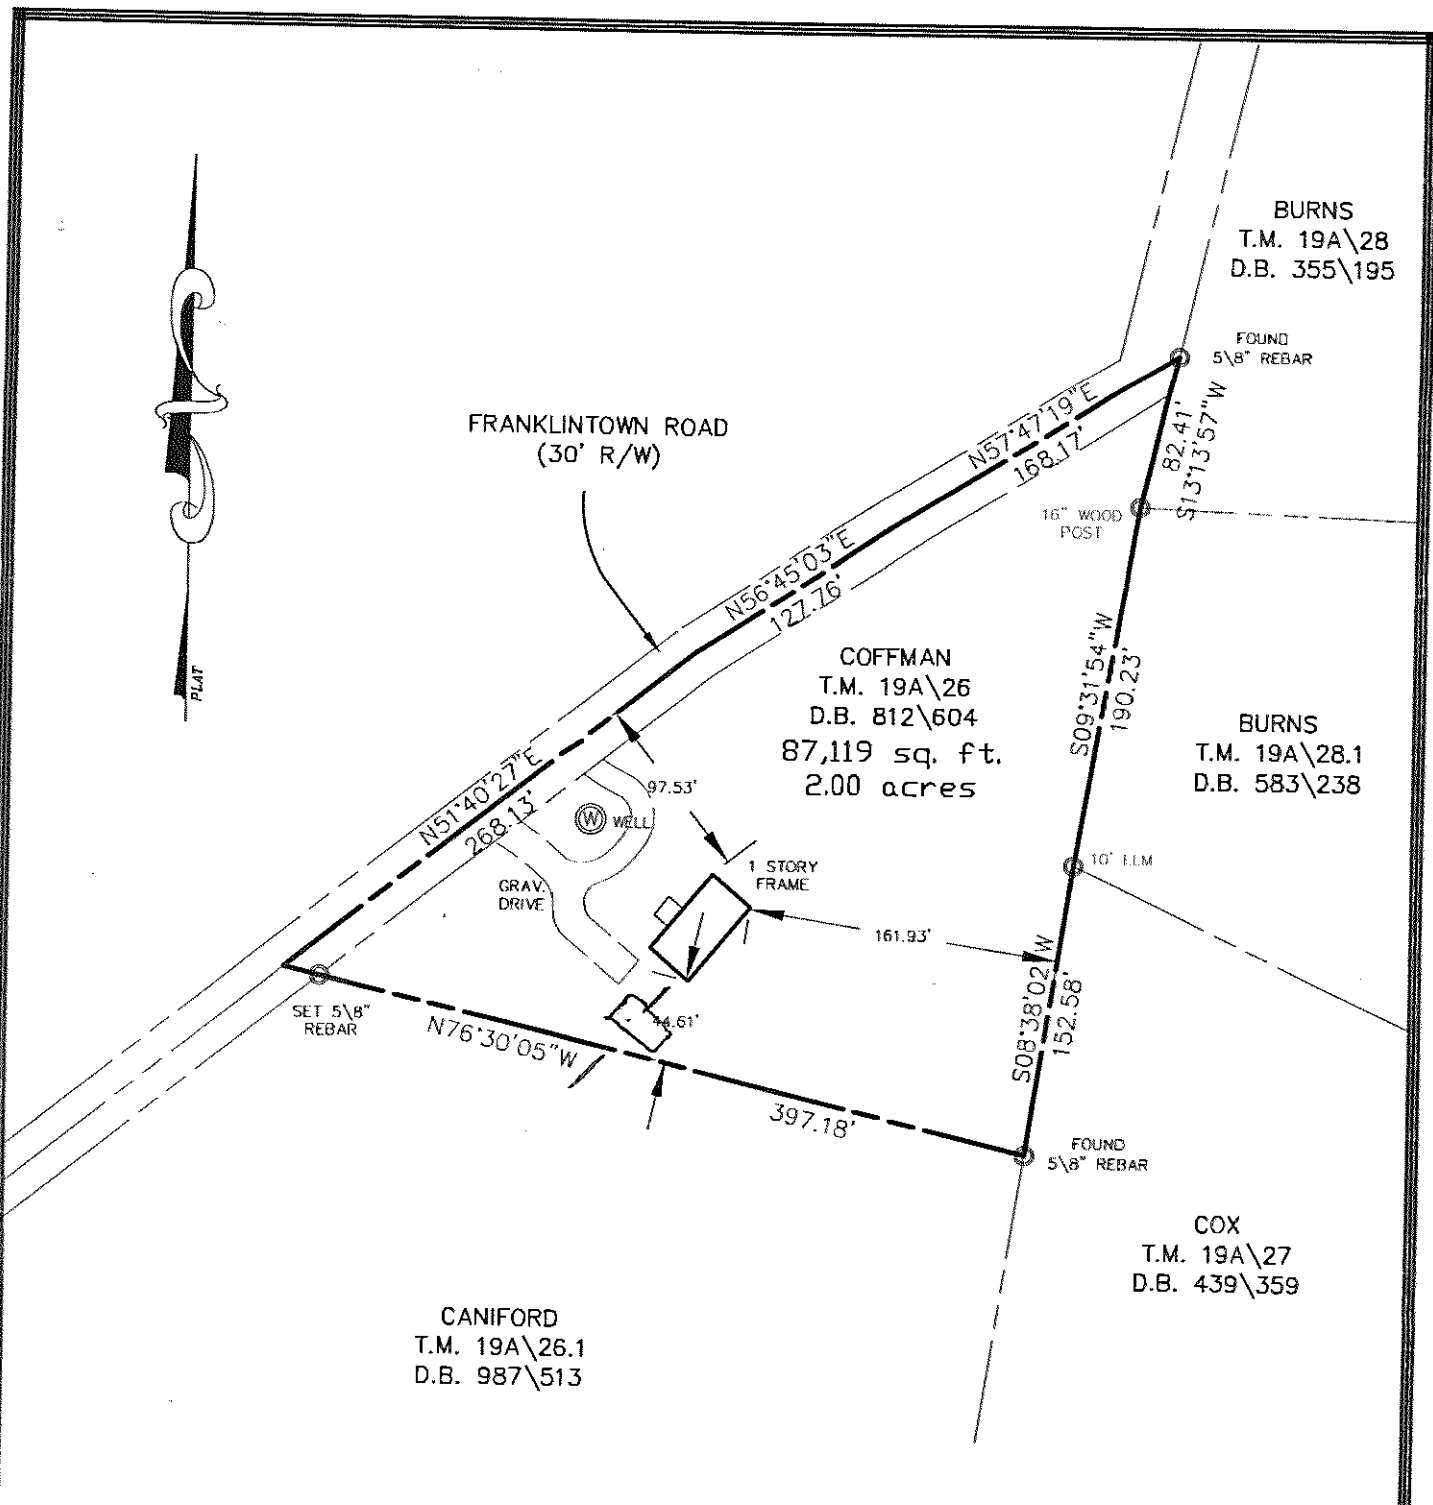 BURNS
T.M. 19A\28
D.B. 355\195
FOUND
5\8" REBAR
FRANKLINTOWN ROAD
(30' R/W)
N57°47'19"E
168.17'
82.41'
S13°13'57"W
16" WOOD
POST
N56°45'03"E
127.76'
PLAT
COFFMAN
T.M. 19A\26
D.B. 812\604
87,119 sq. ft.
2.00 acres
S09°31'54"W
190.23'
BURNS
T.M. 19A\28.1
D.B. 583\238
N51°40'27"E
268.13'
97.53'
W WELL
1 STORY
FRAME
10' ELM
GRAV.
DRIVE
161.93'
SET 5\8"
REBAR
44.61'
N76°30'05"W
397.18'
S08°38'02"W
152.58'
FOUND
5\8" REBAR
COX
T.M. 19A\27
D.B. 439\359
CANIFORD
T.M. 19A\26.1
D.B. 987\513